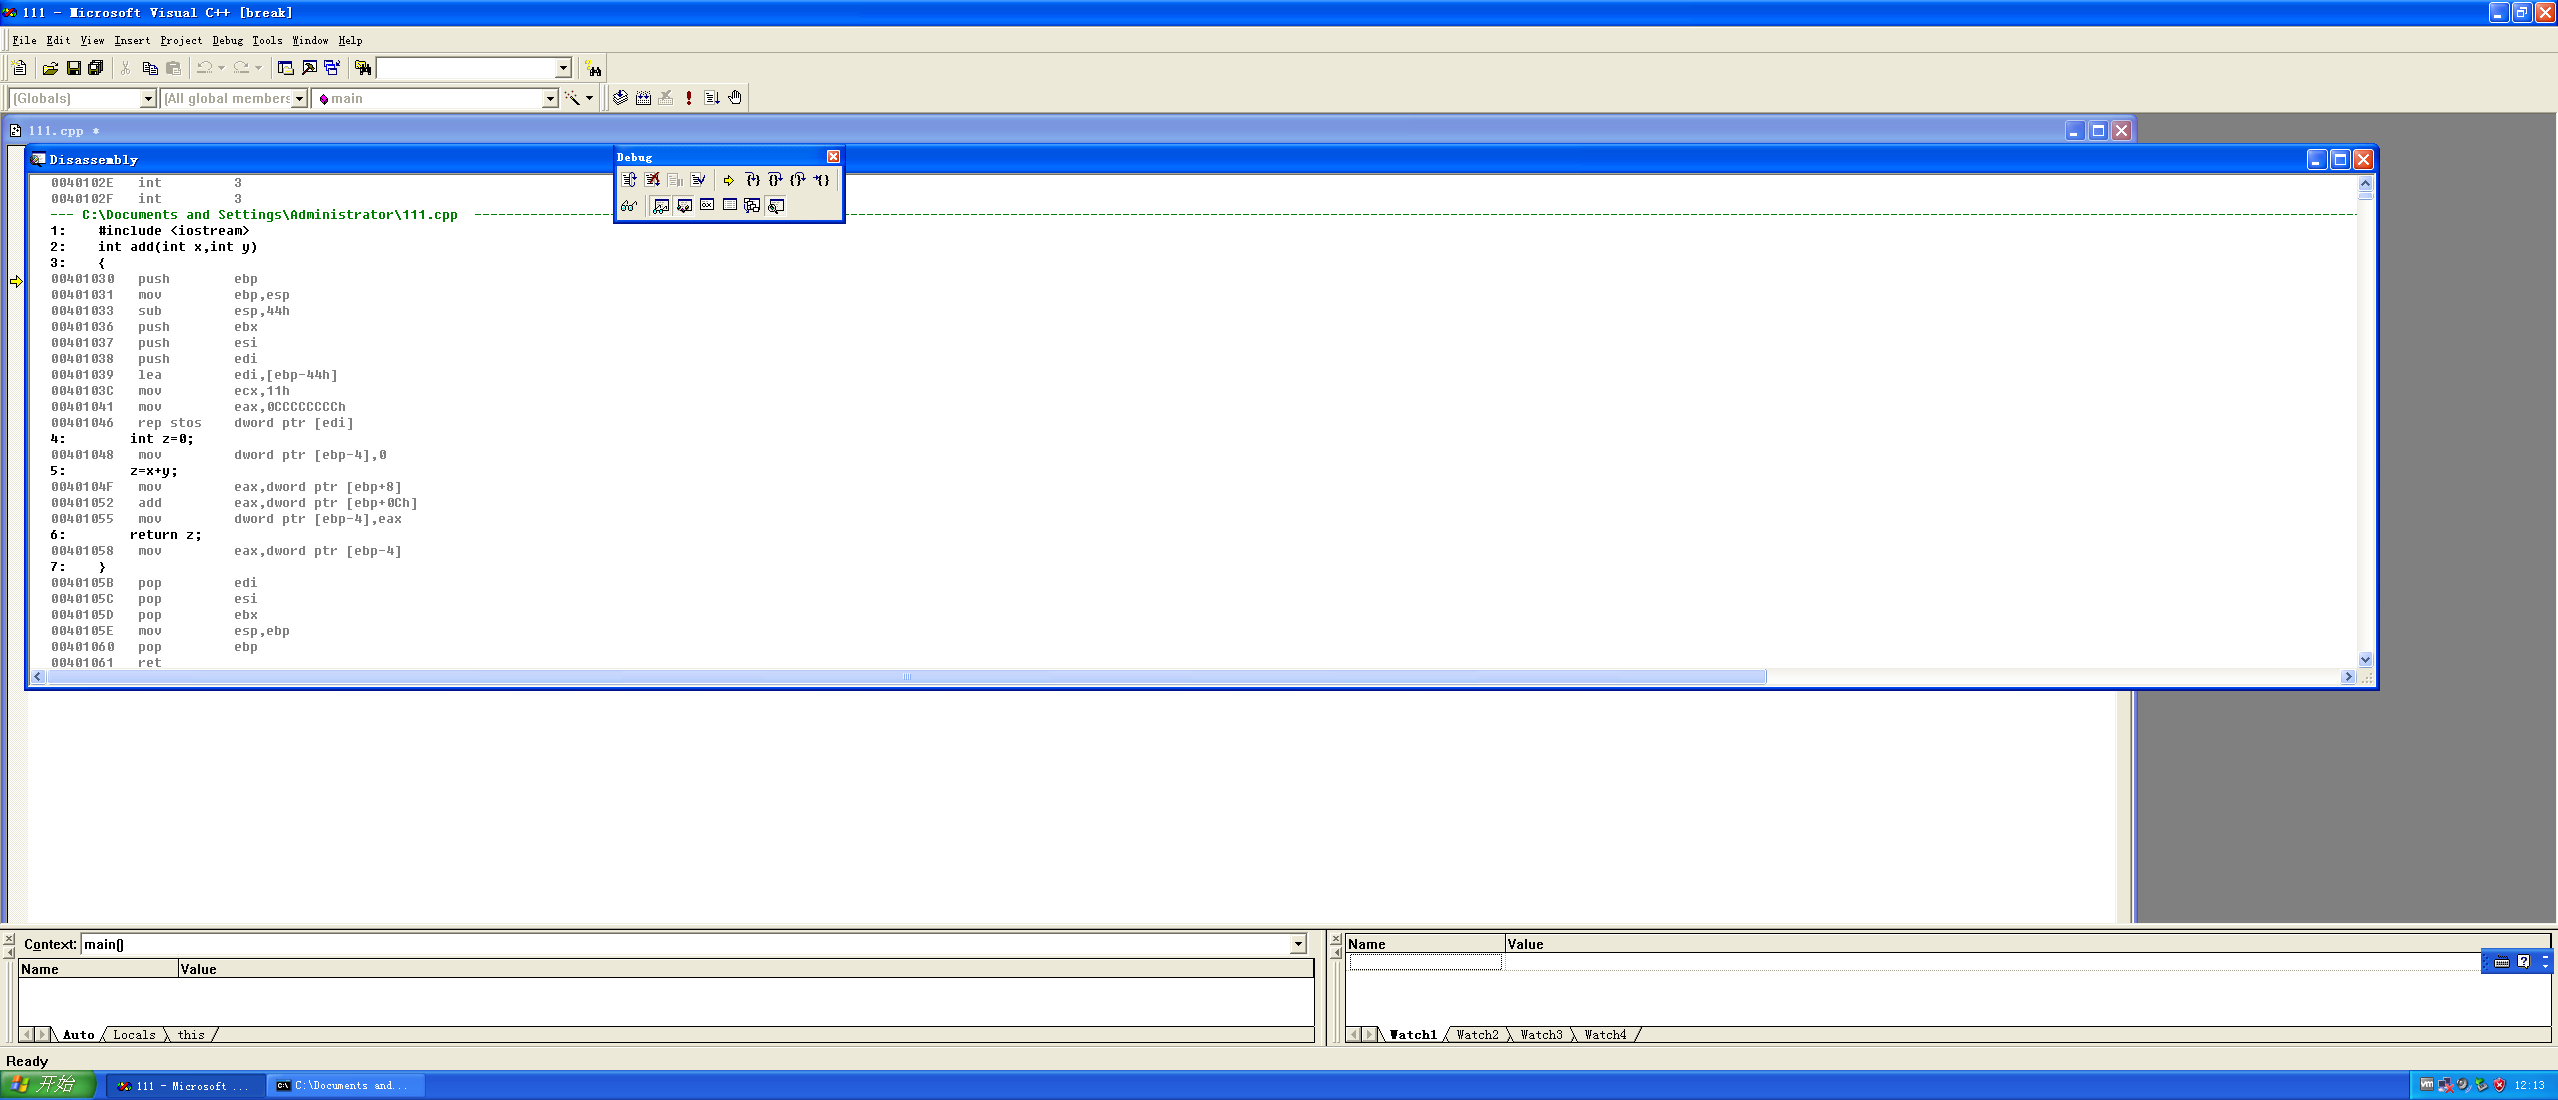 111 - Microsoft Visual C++ [break]
File Edit View Insert Project Debug Tools Window Help
(Globals) (All global members main
111.cpp *
Disassembly
Debug
0040102E int 3
0040102F int 3
--- C:\Documents and Settings\Administrator\111.cpp
1: #include <iostream>
2: int add(int x,int y)
3: {
00401030 push ebp
00401031 mov ebp,esp
00401033 sub esp,44h
00401036 push ebx
00401037 push esi
00401038 push edi
00401039 lea edi,[ebp-44h]
0040103C mov ecx,11h
00401041 mov eax,0CCCCCCCCh
00401046 rep stos dword ptr [edi]
4: int z=0;
00401048 mov dword ptr [ebp-4],0
5: z=x+y;
0040104F mov eax,dword ptr [ebp+8]
00401052 add eax,dword ptr [ebp+0Ch]
00401055 mov dword ptr [ebp-4],eax
6: return z;
00401058 mov eax,dword ptr [ebp-4]
7: }
0040105B pop edi
0040105C pop esi
0040105D pop ebx
0040105E mov esp,ebp
00401060 pop ebp
00401061 ret
Context: main()
Name Value
Auto Locals this
Name Value
Watch1 Watch2 Watch3 Watch4
Ready
开始 111 - Microsoft ... C:\Documents and... 12:13